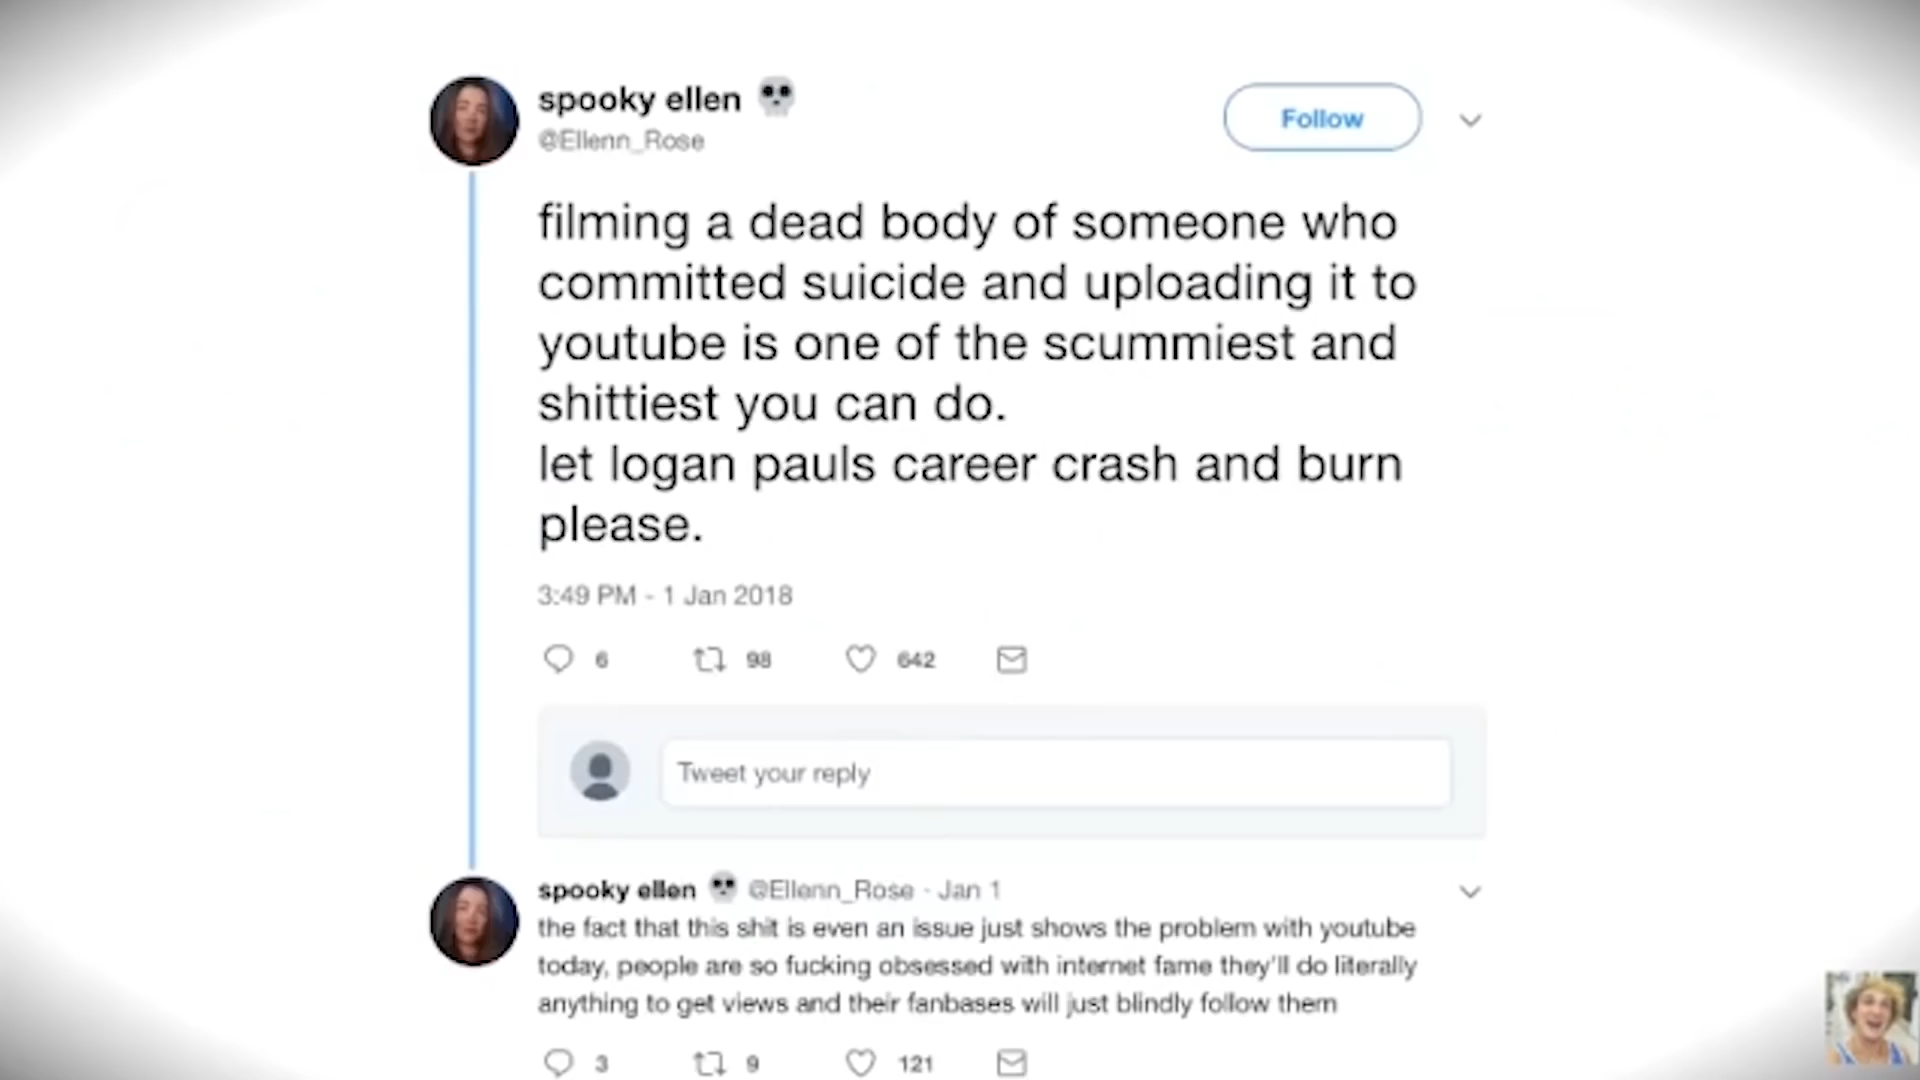 spooky ellen
@Ellenn_Rose
Follow
filming a dead body of someone who
committed suicide and uploading it to
youtube is one of the scummiest and
shittiest you can do.
let logan pauls career crash and burn
please.
3:49 PM - 1 Jan 2018
6 98 642
Tweet your reply
spooky ellen @Ellenn_Rose · Jan 1
the fact that this shit is even an issue just shows the problem with youtube
today, people are so fucking obsessed with internet fame they'll do literally
anything to get views and their fanbases will just blindly follow them
3 9 121